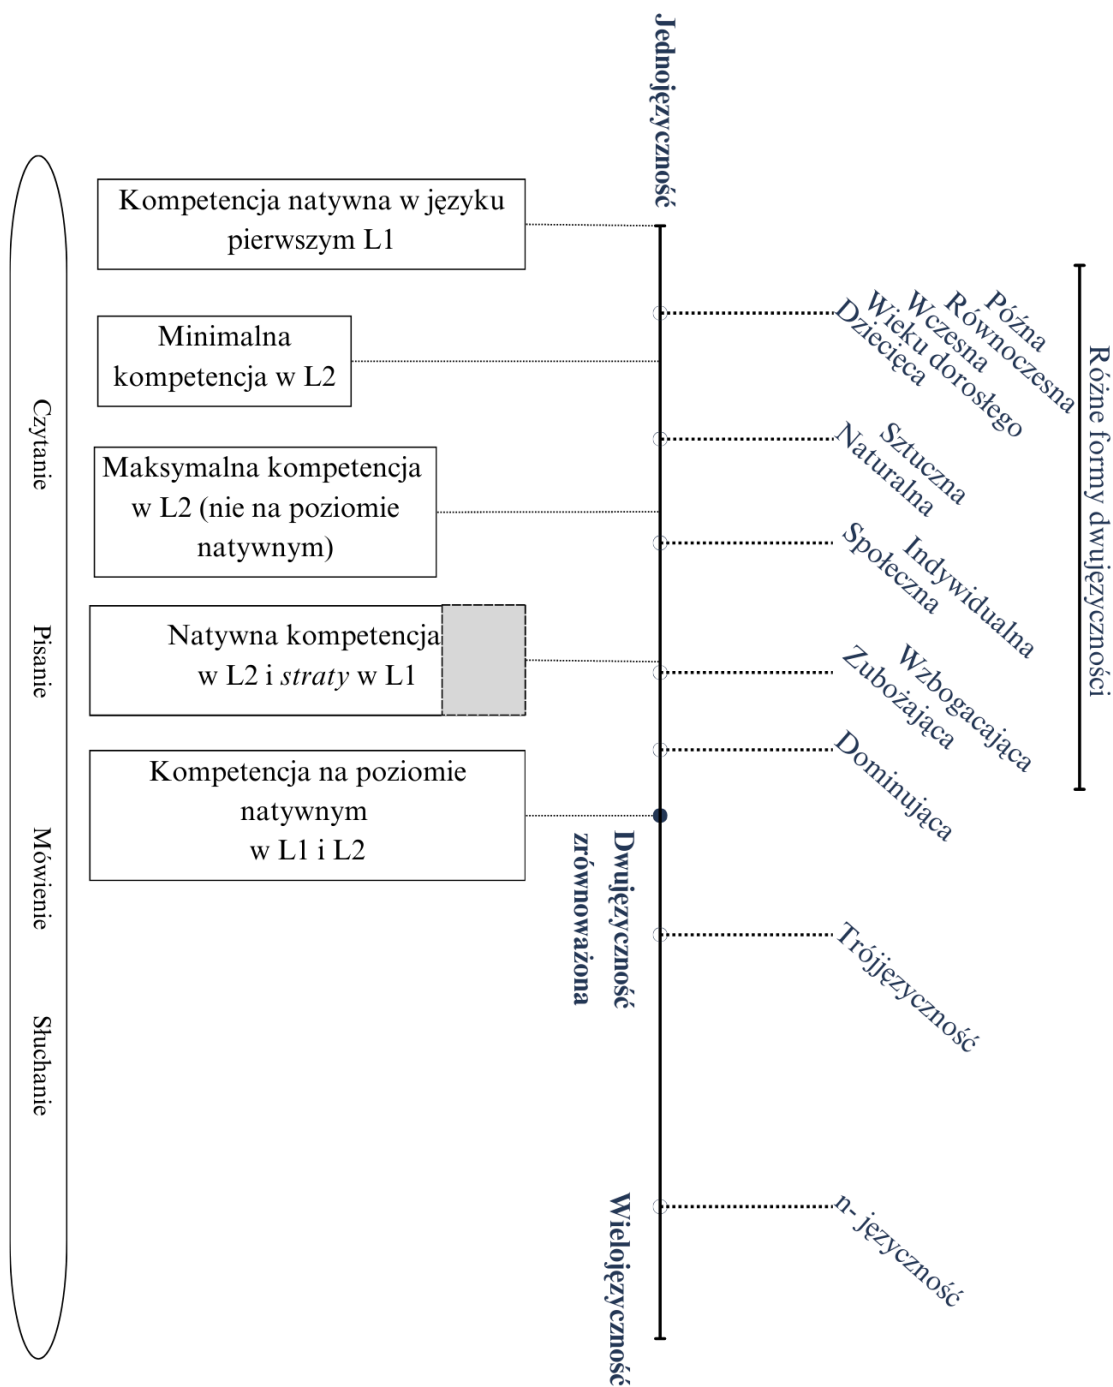 Jednojęzyczność
Kompetencja natywna w języku
pierwszym L1
Minimalna
kompetencja w L2
Maksymalna kompetencja
w L2 (nie na poziomie
natywnym)
Natywna kompetencja
w L2 i straty w L1
Kompetencja na poziomie
natywnym
w L1 i L2
Czytanie
Pisanie
Mówienie
Słuchanie
Dwujęzyczność
zrównoważona
Wielojęzyczność
Późna
Równoczesna
Wczesna
Wieku dorosłego
Dziecięca
Sztuczna
Naturalna
Indywidualna
Społeczna
Wzbogacająca
Zubożająca
Dominująca
Trójjęzyczność
n- języczność
Różne formy dwujęzyczności